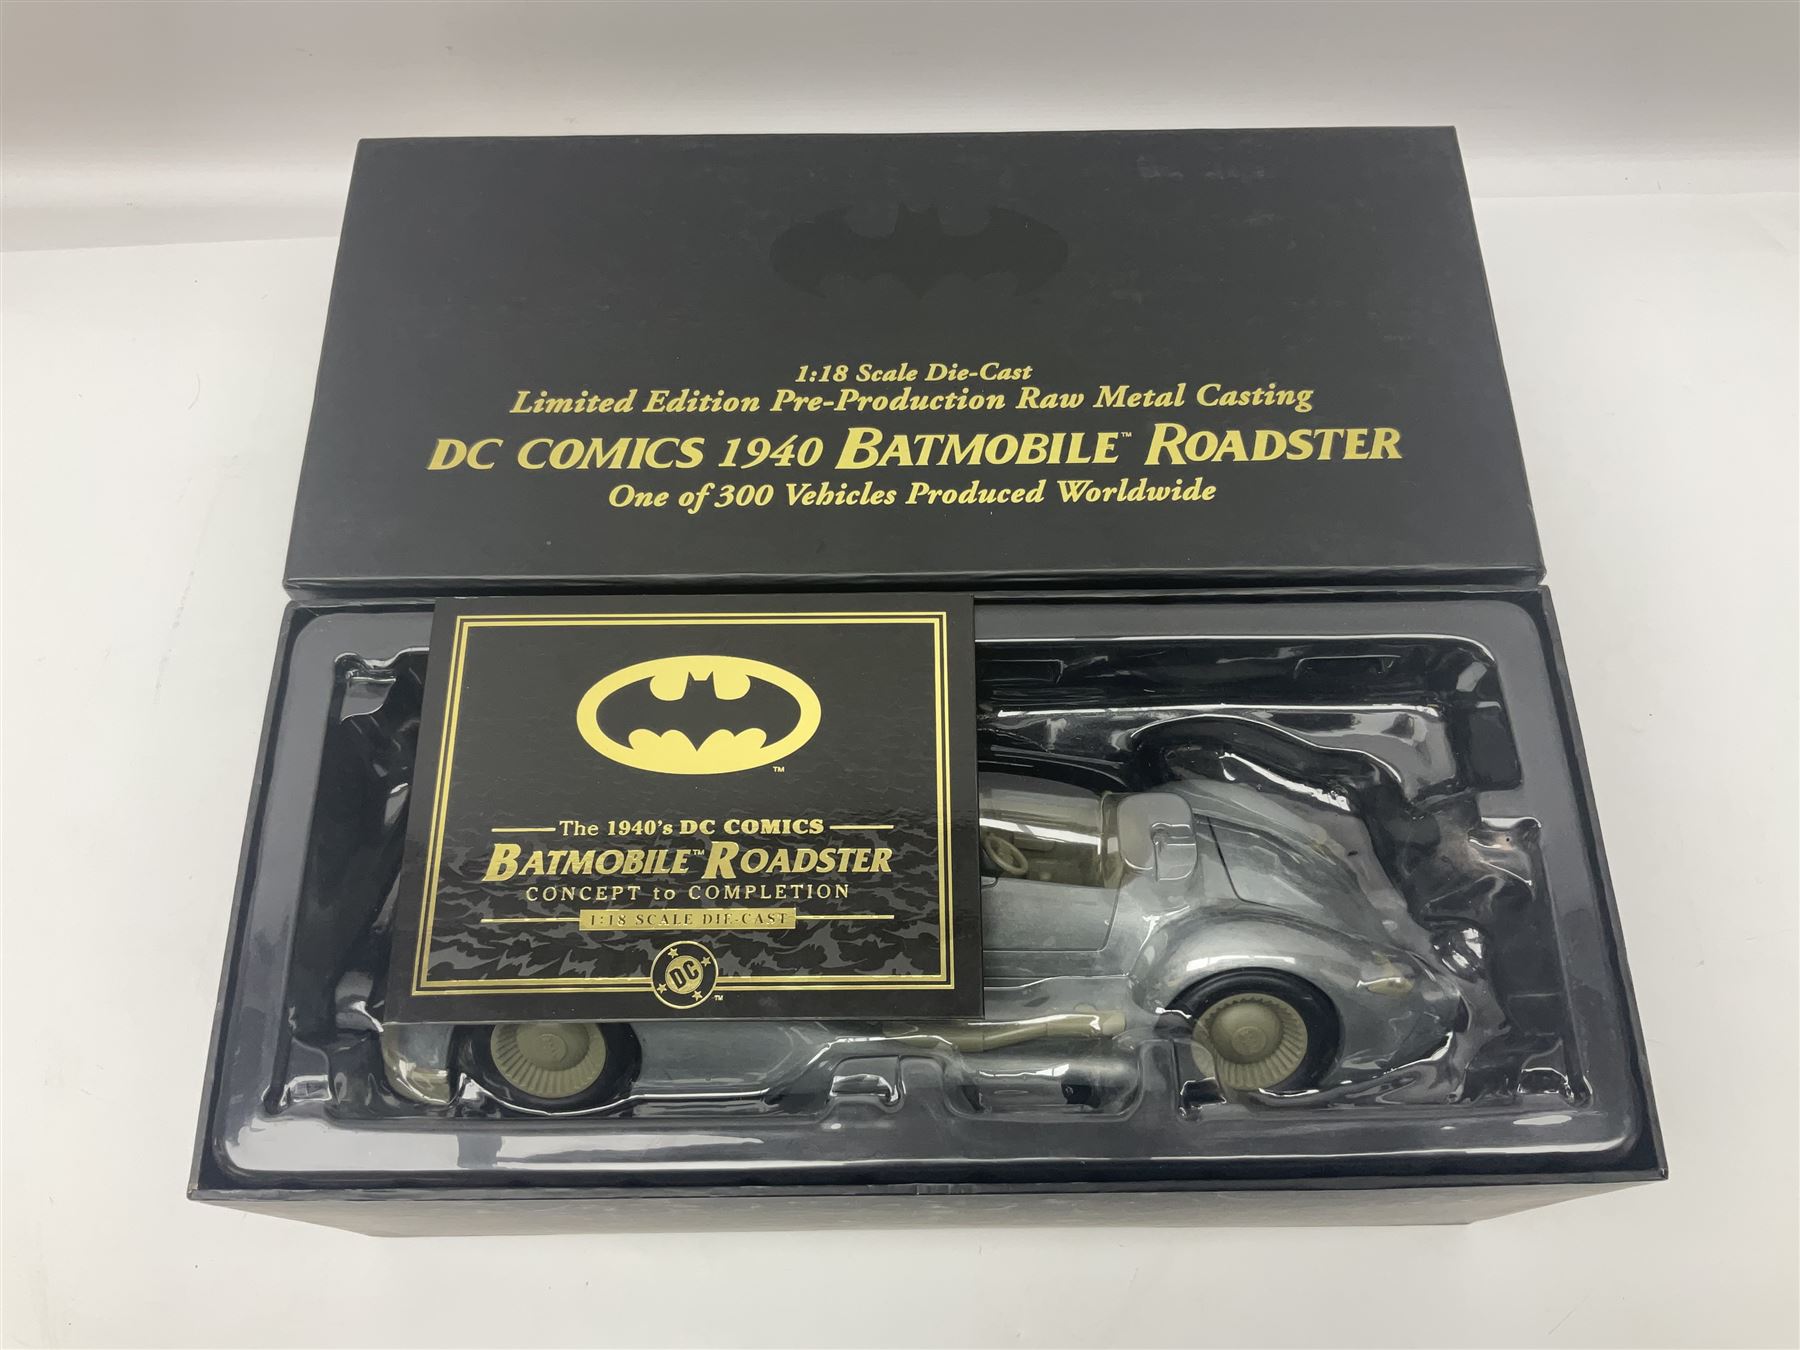 1:18 Scale Die-Cast
Limited Edition Pre-Production Raw Metal Casting
DC COMICS 1940 BATMOBILE™ ROADSTER
One of 300 Vehicles Produced Worldwide
TM
The 1940's DC COMICS
BATMOBILE™ ROADSTER
CONCEPT to COMPLETION
1:18 SCALE DIE-CAST
DC TM